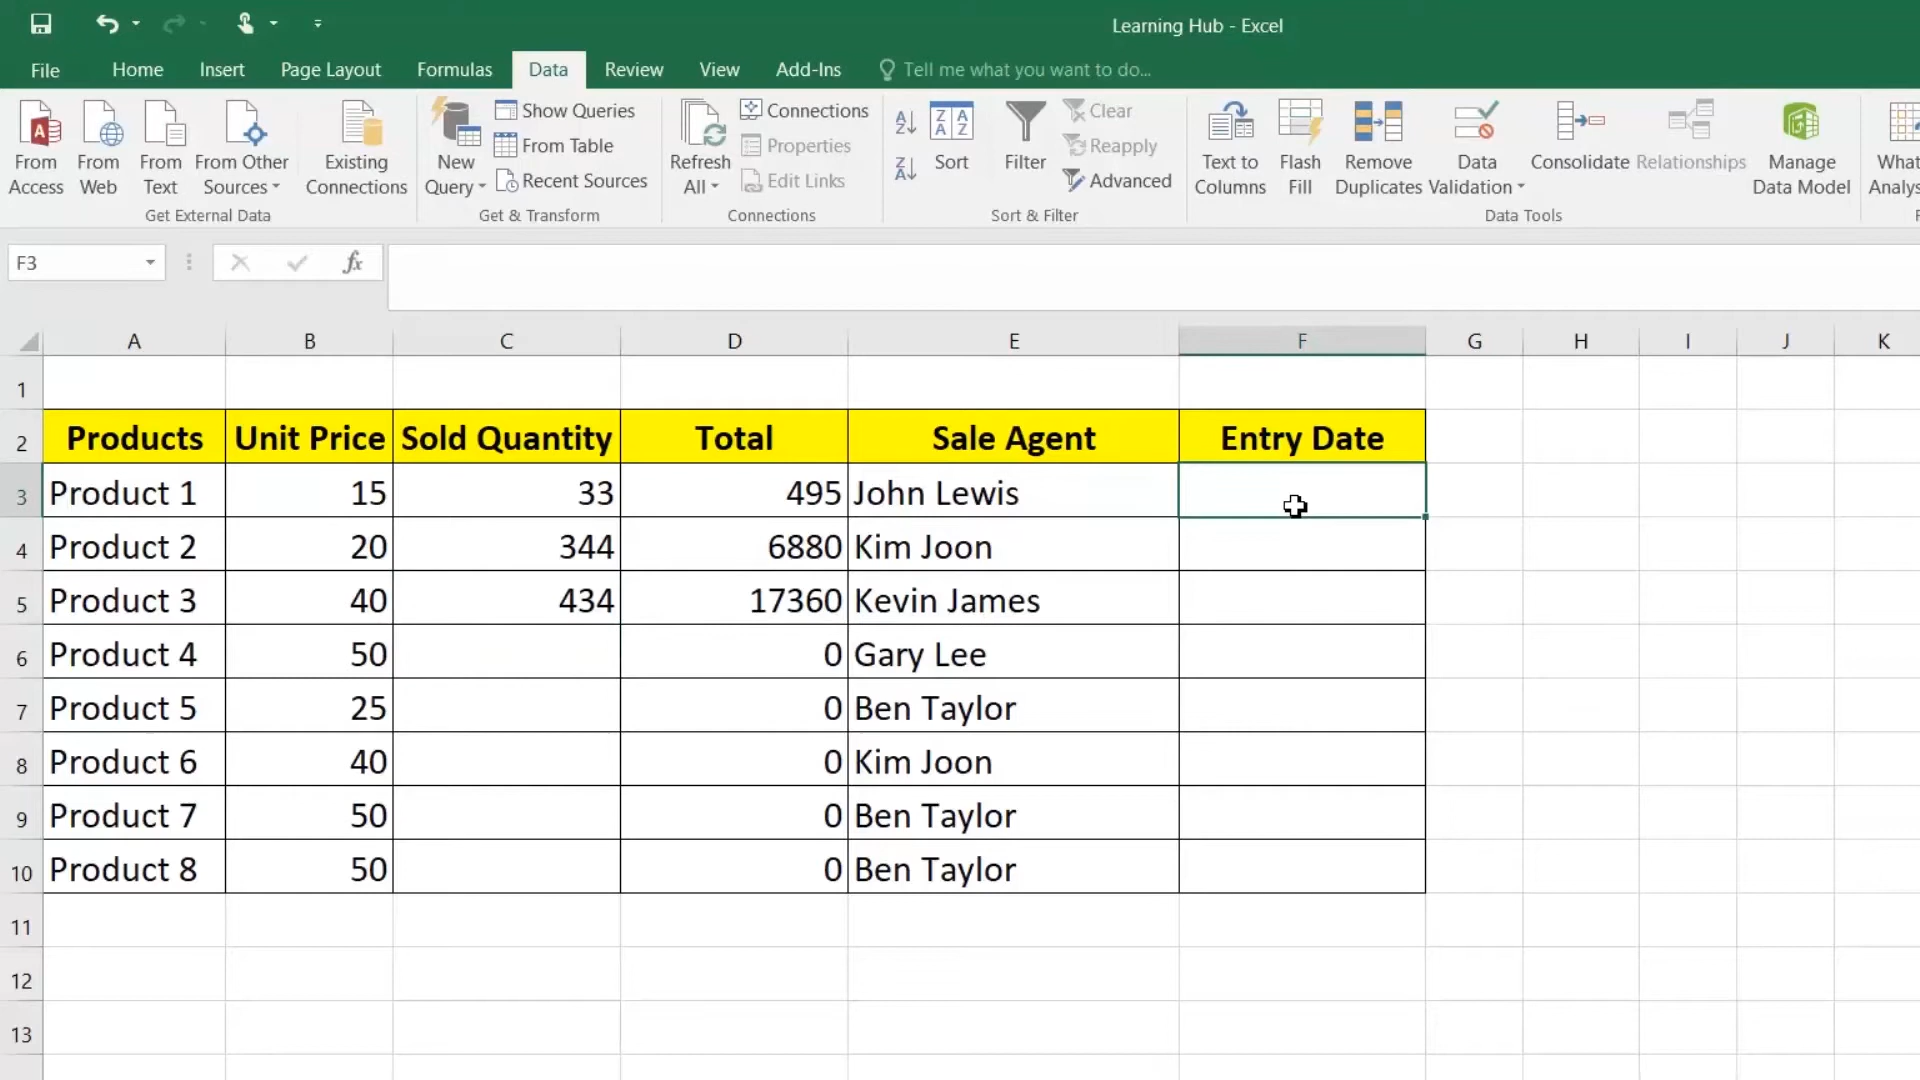 Learning Hub - Excel
File Home Insert Page Layout Formulas Data Review View Add-Ins Tell me what you want to do...
From Access
From Web
From Text
From Other Sources
Existing Connections
Get External Data
New Query
Show Queries
From Table
Recent Sources
Get & Transform
Refresh All
Connections
Properties
Edit Links
Connections
Sort
Filter
Clear
Reapply
Advanced
Sort & Filter
Text to Columns
Flash Fill
Remove Duplicates
Data Validation
Consolidate
Relationships
Manage Data Model
Data Tools
F3 fx
A B C D E F G H I J K
1
2 Products Unit Price Sold Quantity Total Sale Agent Entry Date
3 Product 1 15 33 495 John Lewis
4 Product 2 20 344 6880 Kim Joon
5 Product 3 40 434 17360 Kevin James
6 Product 4 50 0 Gary Lee
7 Product 5 25 0 Ben Taylor
8 Product 6 40 0 Kim Joon
9 Product 7 50 0 Ben Taylor
10 Product 8 50 0 Ben Taylor
11
12
13